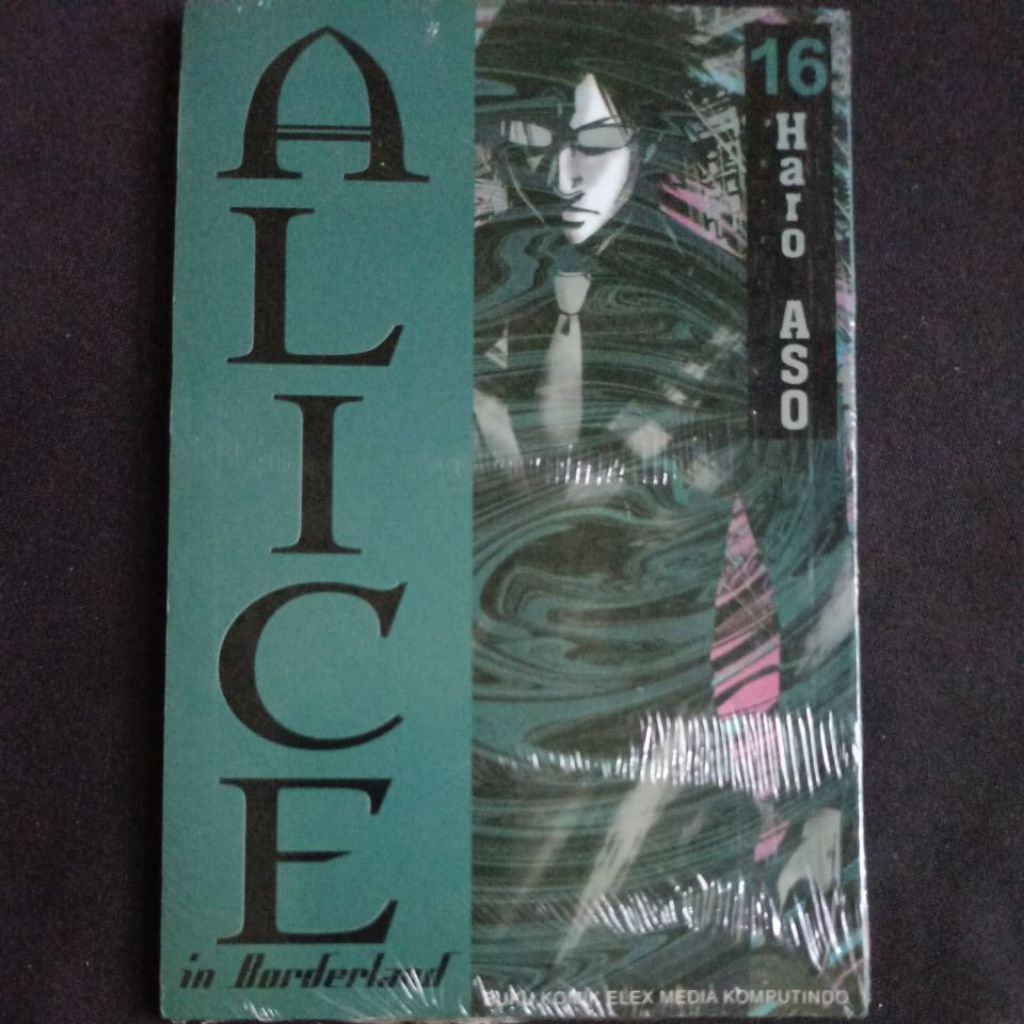 ALICE
in Borderland
16
Haro ASO
BUKU KOMIK ELEX MEDIA KOMPUTINDO